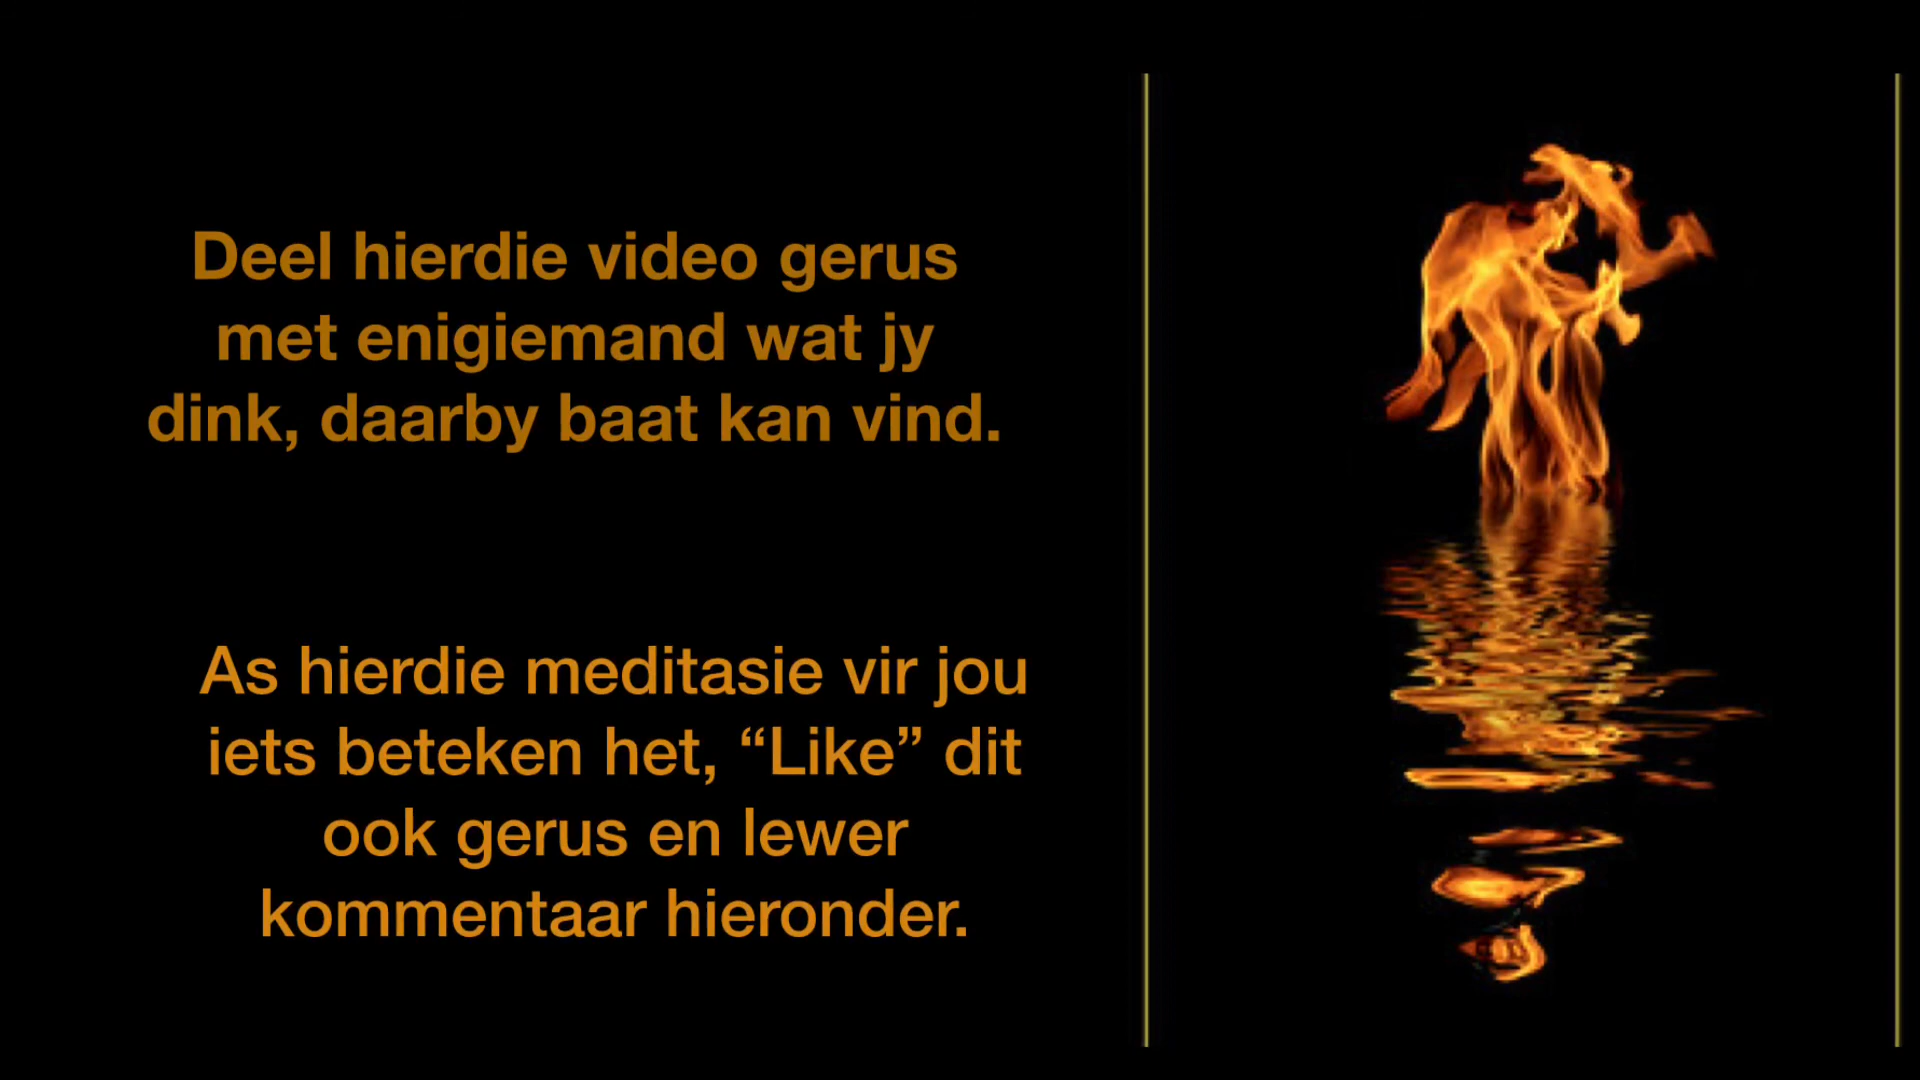 Deel hierdie video gerus
met enigiemand wat jy
dink, daarby baat kan vind.
As hierdie meditasie vir jou
iets beteken het, “Like” dit
ook gerus en lewer
kommentaar hieronder.